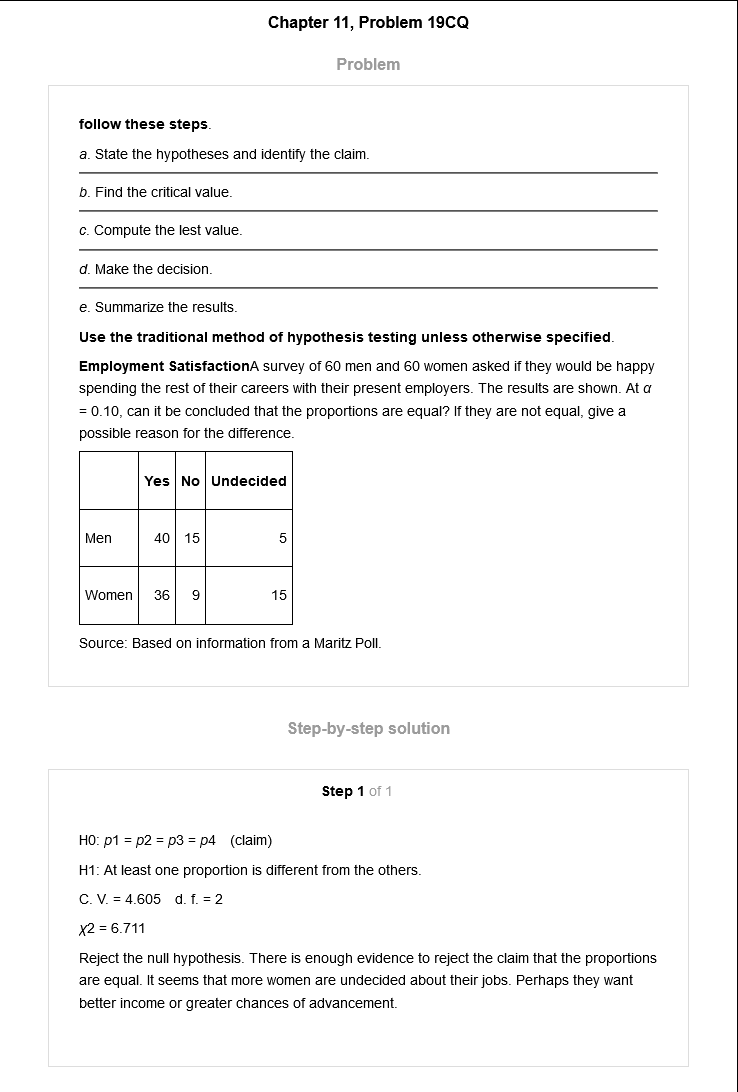 Chapter 11, Problem 19CQ
Problem
follow these steps.
a. State the hypotheses and identify the claim.
b. Find the critical value.
c. Compute the lest value.
d. Make the decision.
e. Summarize the results.
Use the traditional method of hypothesis testing unless otherwise specified.
Employment SatisfactionA survey of 60 men and 60 women asked if they would be happy
spending the rest of their careers with their present employers. The results are shown. At α
= 0.10, can it be concluded that the proportions are equal? If they are not equal, give a
possible reason for the difference.
Yes No Undecided
Men 40 15 5
Women 36 9 15
Source: Based on information from a Maritz Poll.
Step-by-step solution
Step 1 of 1
H0: p1 = p2 = p3 = p4 (claim)
H1: At least one proportion is different from the others.
C. V. = 4.605 d. f. = 2
χ2 = 6.711
Reject the null hypothesis. There is enough evidence to reject the claim that the proportions
are equal. It seems that more women are undecided about their jobs. Perhaps they want
better income or greater chances of advancement.